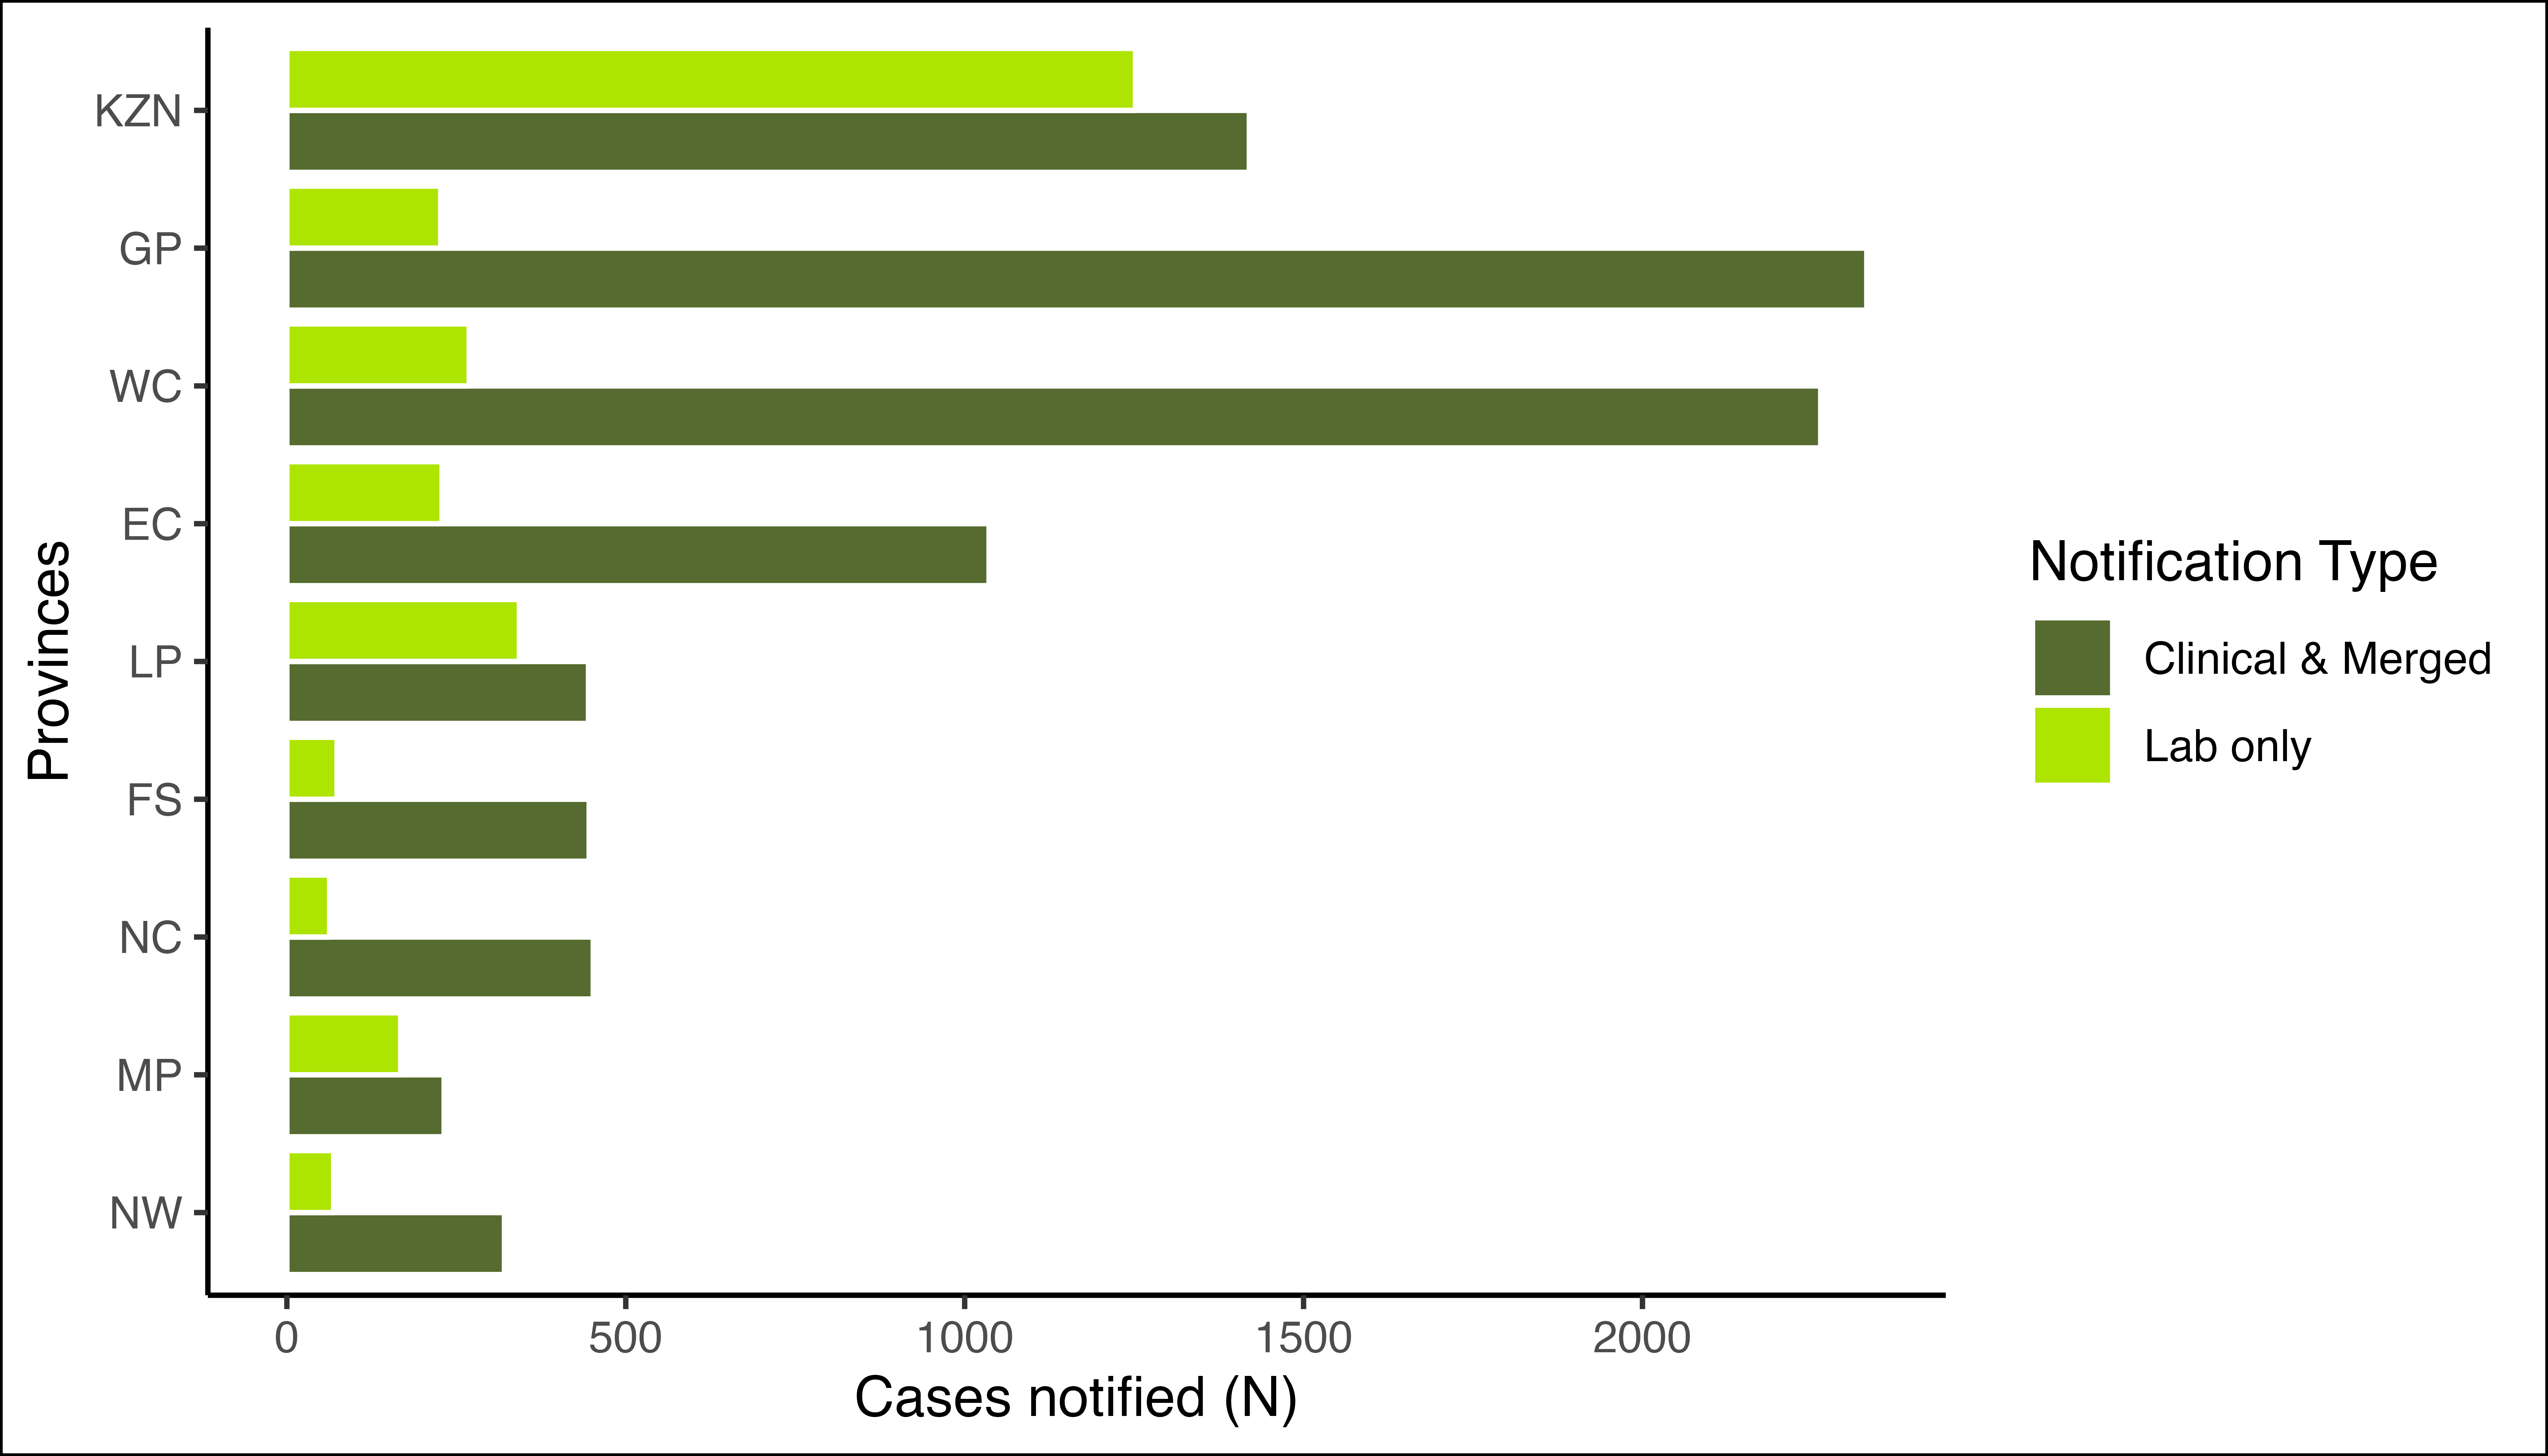 KZN
GP
WC
EC
LP
FS
NC
MP
NW
Provinces
0 500 1000 1500 2000
Cases notified (N)
Notification Type
Clinical & Merged
Lab only